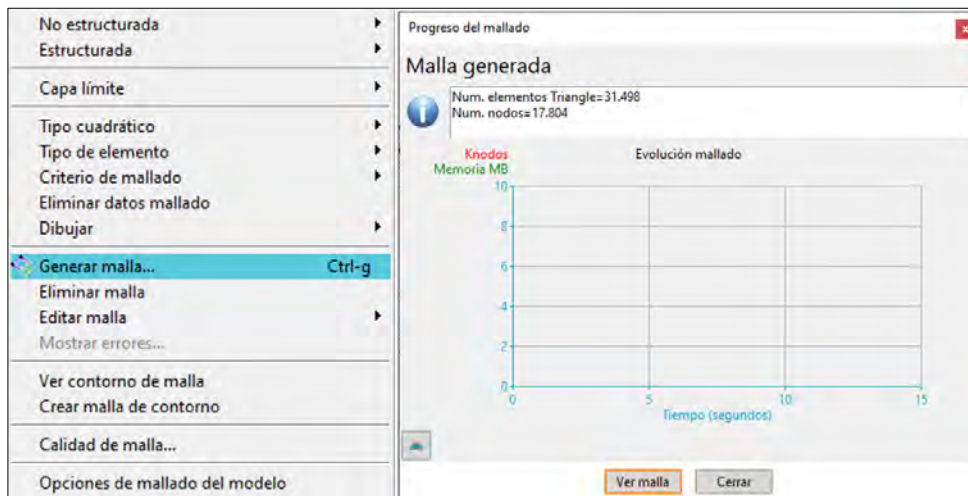 No estructurada
Estructurada
Capa límite
Tipo cuadrático
Tipo de elemento
Criterio de mallado
Eliminar datos mallado
Dibujar
Generar malla... Ctrl-g
Eliminar malla
Editar malla
Mostrar errores...
Ver contorno de malla
Crear malla de contorno
Calidad de malla...
Opciones de mallado del modelo
Progreso del mallado x
Malla generada
Num. elementos Triangle=31.498
Num. nodos=17.804
Knodos
Memoria MB
Evolución mallado
10
8
6
4
2
0
0 5 10 15
Tiempo (segundos)
Ver malla Cerrar